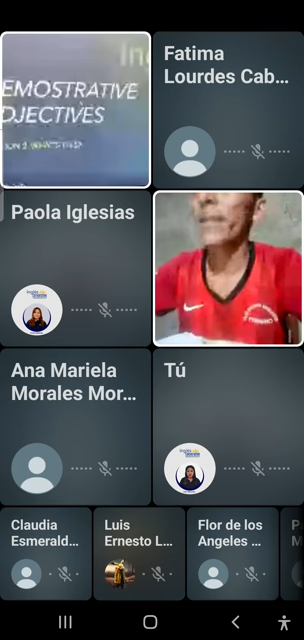 In
EMOSTRATIVE
DJECTIVES
Fatima
Lourdes Cab...
Paola Iglesias
Ana Mariela
Morales Mor...
Tú
Claudia
Esmerald...
Luis
Ernesto L...
Flor de los
Angeles ...